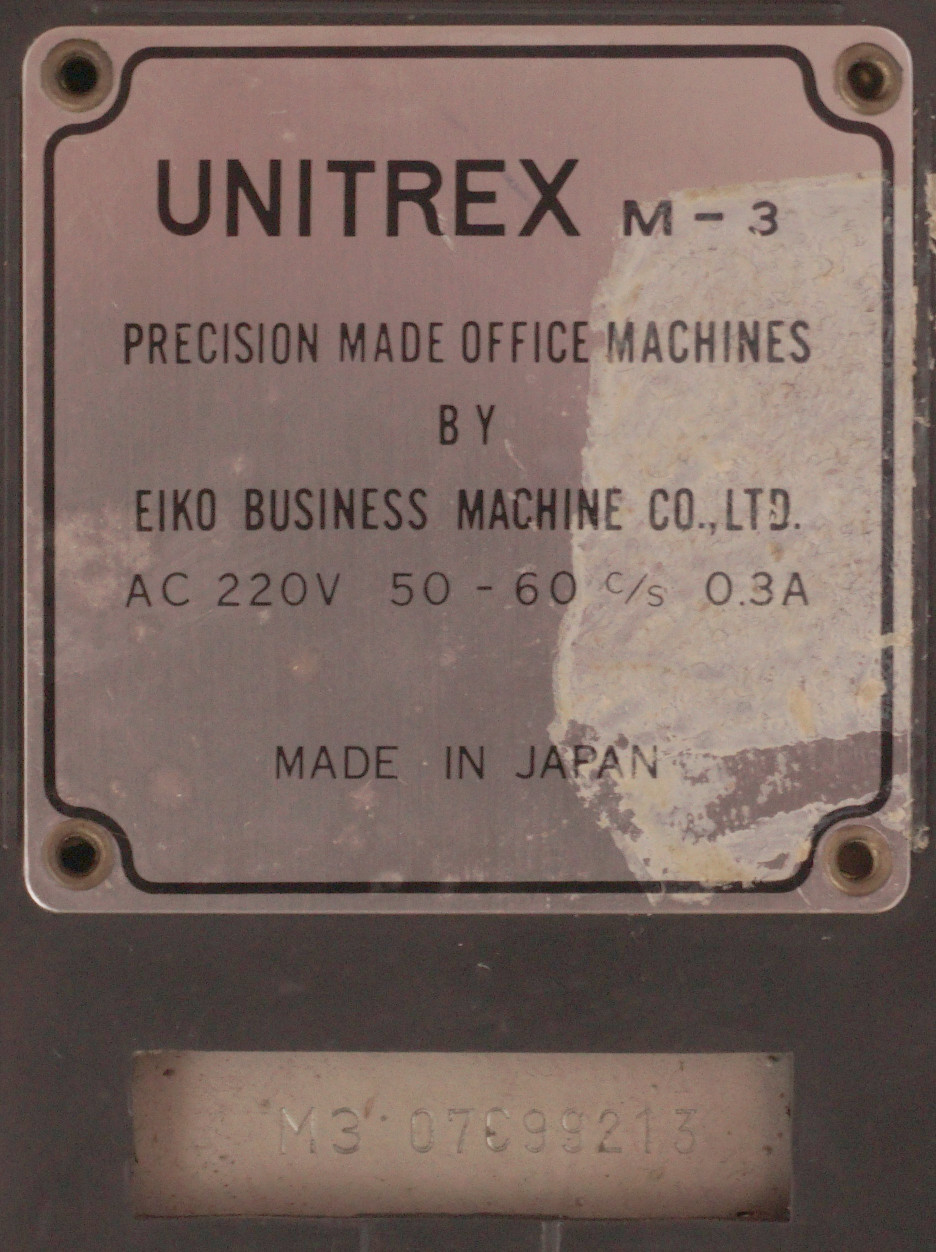 UNITREX M-3
PRECISION MADE OFFICE MACHINES
BY
EIKO BUSINESS MACHINE CO.,LTD.
AC 220V 50-60 c/s 0.3A
MADE IN JAPAN
M3